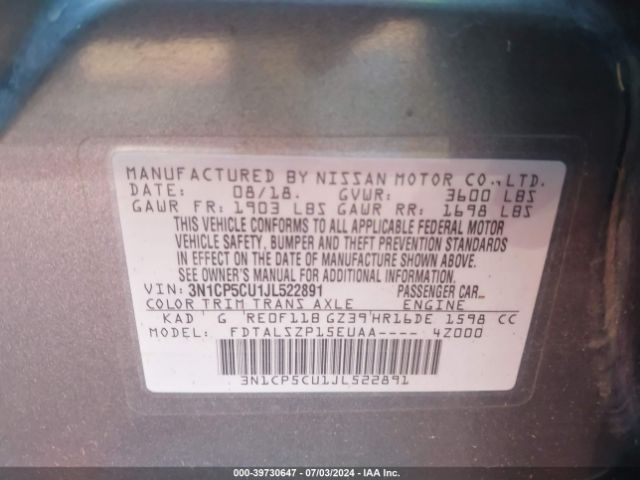 MANUFACTURED BY NISSAN MOTOR CO., LTD.
DATE: 08/18. GVWR: 3600 LBS
GAWR FR: 1903 LBS GAWR RR: 1698 LBS
THIS VEHICLE CONFORMS TO ALL APPLICABLE FEDERAL MOTOR
VEHICLE SAFETY, BUMPER AND THEFT PREVENTION STANDARDS
IN EFFECT ON THE DATE OF MANUFACTURE SHOWN ABOVE.
SEE OWNER'S MANUAL FOR ADDITIONAL INFORMATION.
VIN: 3N1CP5CU1JL522891 PASSENGER CAR
COLOR TRIM TRANS AXLE ENGINE
KAD G RE0F11B GZ39 HR16DE 1598 CC
MODEL: FDTALSZP15EUAA---- 4Z000
3N1CP5CU1JL522891
000-39730647 / 07/03/2024 - IAA Inc.